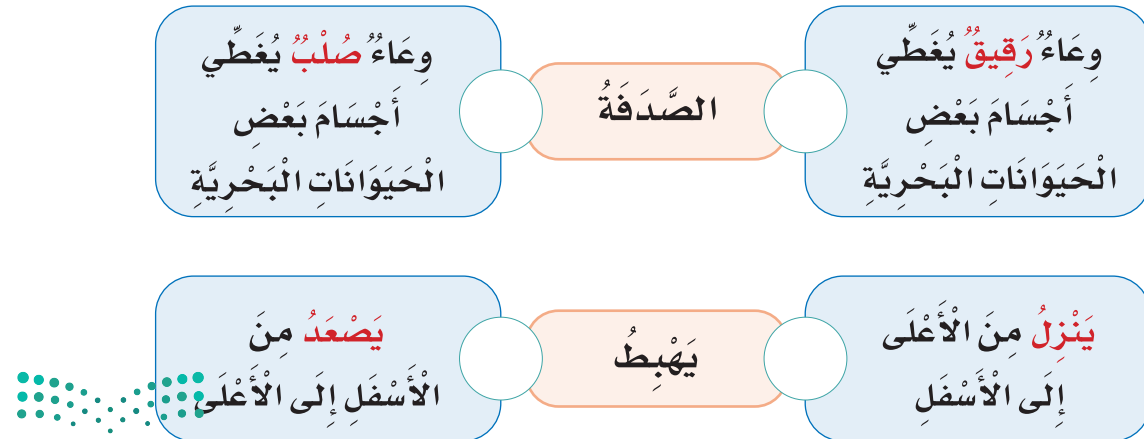 وِعَاءٌ رَقِيقٌ يُغَطِّي
أَجْسَامَ بَعْضِ
الْحَيَوَانَاتِ الْبَحْرِيَّةِ
الصَّدَفَةُ
وِعَاءٌ صُلْبٌ يُغَطِّي
أَجْسَامَ بَعْضِ
الْحَيَوَانَاتِ الْبَحْرِيَّةِ
يَنْزِلُ مِنَ الْأَعْلَى
إِلَى الْأَسْفَلِ
يَهْبِطُ
يَصْعَدُ مِنَ
الْأَسْفَلِ إِلَى الْأَعْلَى